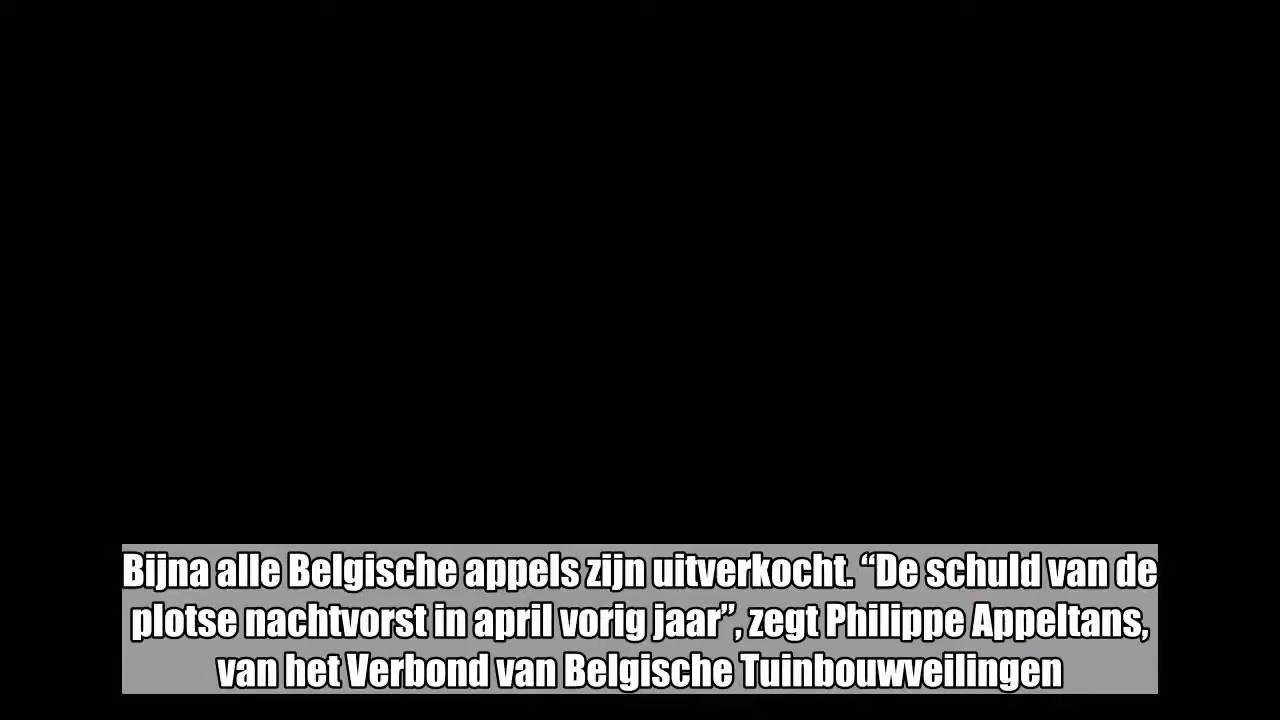 Bijna alle Belgische appels zijn uitverkocht. “De schuld van de
plotse nachtvorst in april vorig jaar”, zegt Philippe Appeltans,
van het Verbond van Belgische Tuinbouwveilingen